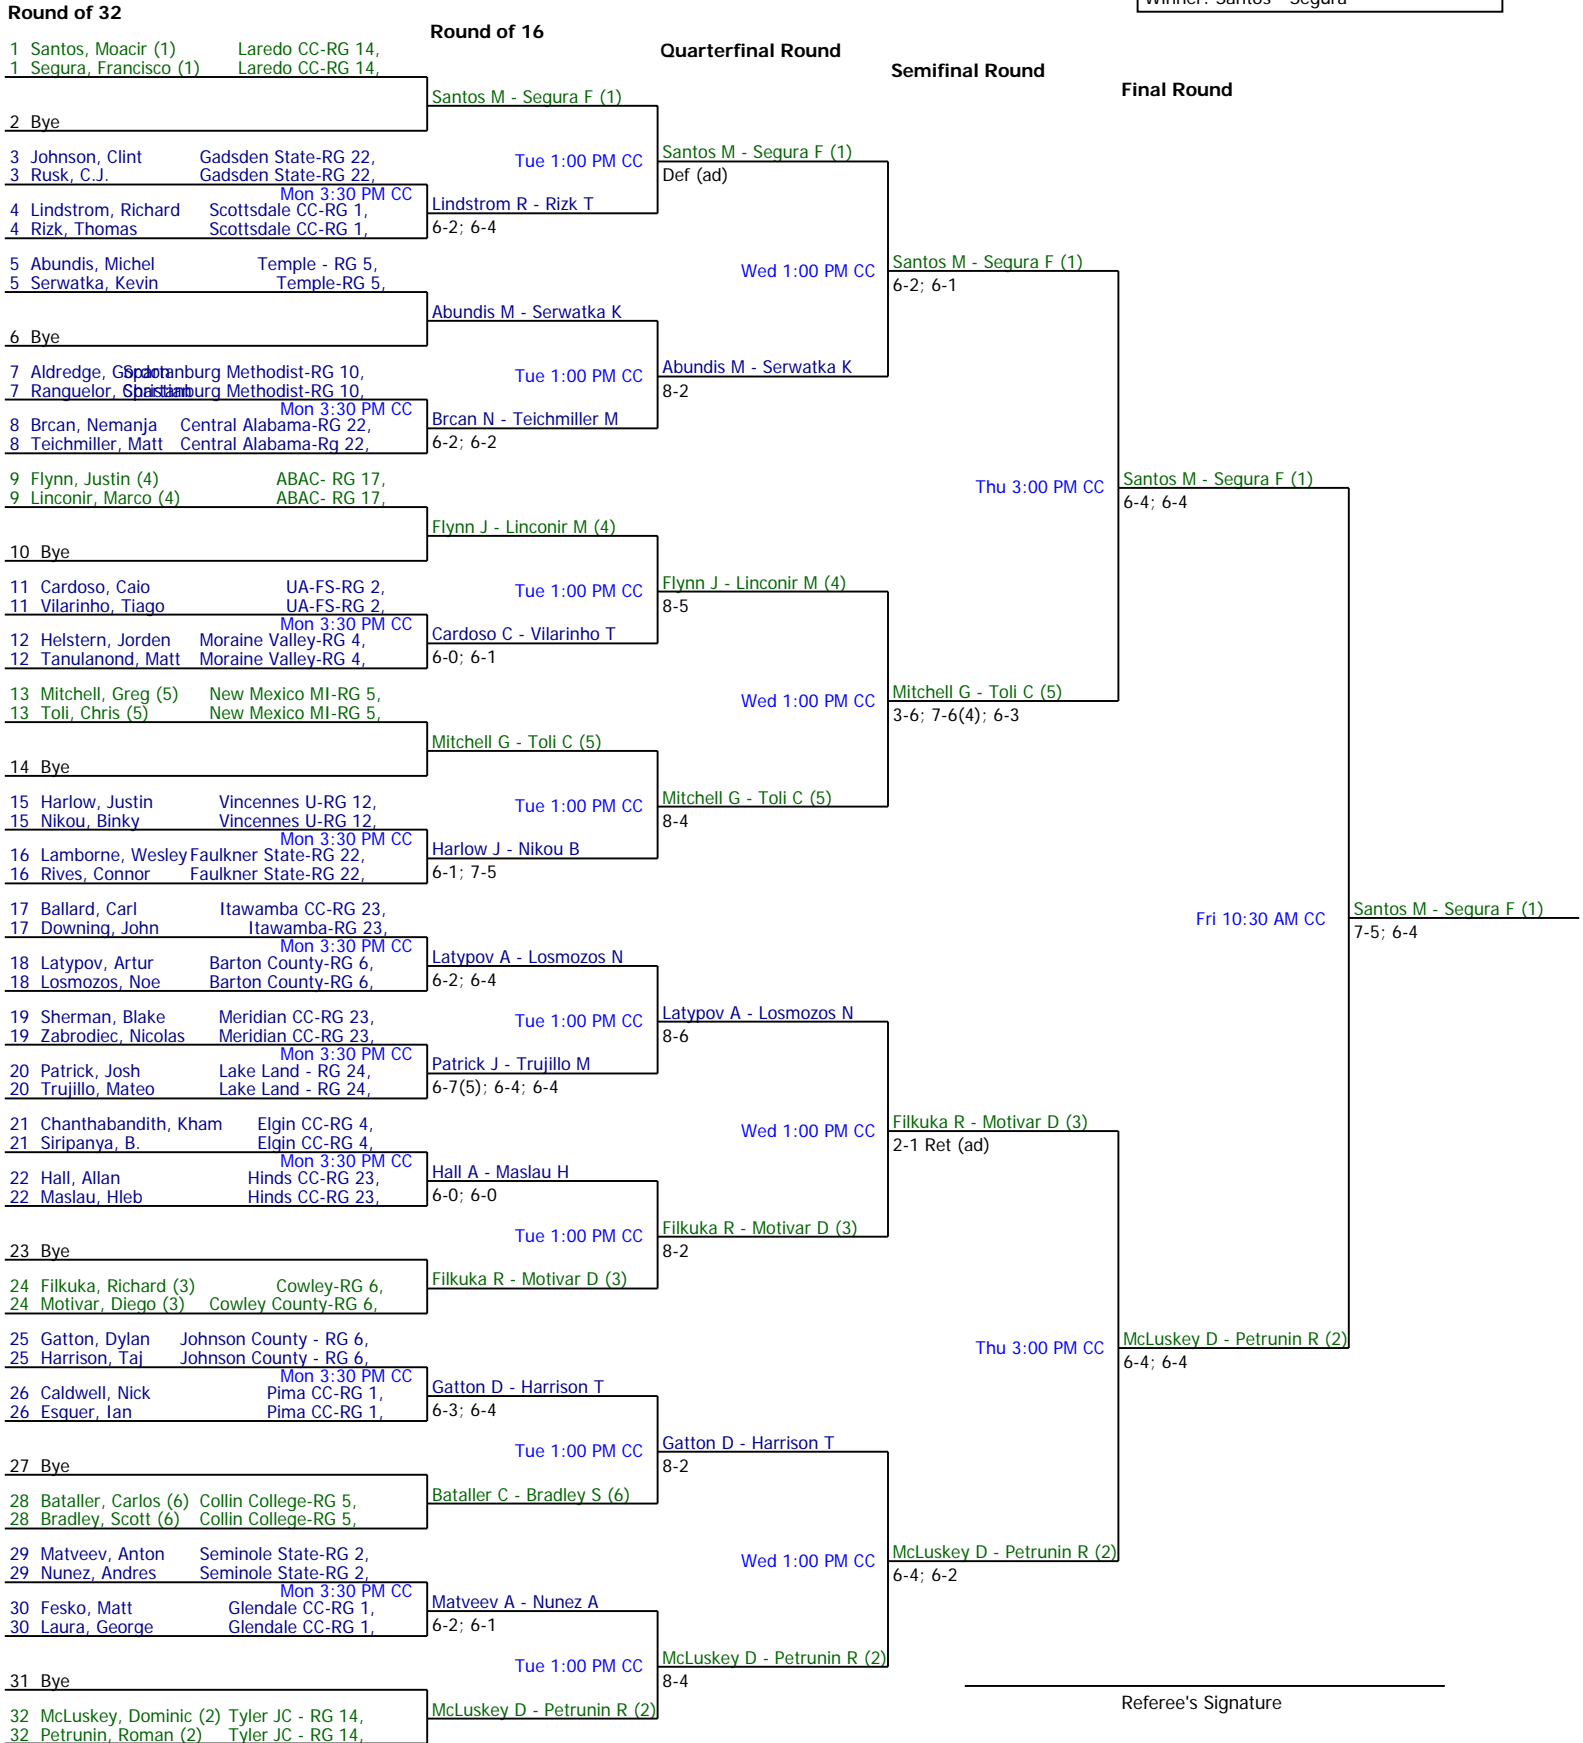 Winner: Santos - Segura
Round of 32
Round of 16
Quarterfinal Round
Semifinal Round
Final Round
1 Santos, Moacir (1) Laredo CC-RG 14,
1 Segura, Francisco (1) Laredo CC-RG 14,
Santos M - Segura F (1)
2 Bye
Tue 1:00 PM CC
Santos M - Segura F (1)
Def (ad)
3 Johnson, Clint Gadsden State-RG 22,
3 Rusk, C.J. Gadsden State-RG 22,
Mon 3:30 PM CC
Lindstrom R - Rizk T
6-2; 6-4
4 Lindstrom, Richard Scottsdale CC-RG 1,
4 Rizk, Thomas Scottsdale CC-RG 1,
Wed 1:00 PM CC
Santos M - Segura F (1)
6-2; 6-1
5 Abundis, Michel Temple - RG 5,
5 Serwatka, Kevin Temple-RG 5,
Abundis M - Serwatka K
6 Bye
Tue 1:00 PM CC
Abundis M - Serwatka K
8-2
7 Aldredge, Gordon Spartanburg Methodist-RG 10,
7 Ranguelor, Christian Spartanburg Methodist-RG 10,
Mon 3:30 PM CC
Brcan N - Teichmiller M
6-2; 6-2
8 Brcan, Nemanja Central Alabama-RG 22,
8 Teichmiller, Matt Central Alabama-Rg 22,
Thu 3:00 PM CC
Santos M - Segura F (1)
6-4; 6-4
9 Flynn, Justin (4) ABAC- RG 17,
9 Linconir, Marco (4) ABAC- RG 17,
Flynn J - Linconir M (4)
10 Bye
Tue 1:00 PM CC
Flynn J - Linconir M (4)
8-5
11 Cardoso, Caio UA-FS-RG 2,
11 Vilarinho, Tiago UA-FS-RG 2,
Mon 3:30 PM CC
Cardoso C - Vilarinho T
6-0; 6-1
12 Helstern, Jorden Moraine Valley-RG 4,
12 Tanulanond, Matt Moraine Valley-RG 4,
Wed 1:00 PM CC
Mitchell G - Toli C (5)
3-6; 7-6(4); 6-3
13 Mitchell, Greg (5) New Mexico MI-RG 5,
13 Toli, Chris (5) New Mexico MI-RG 5,
Mitchell G - Toli C (5)
14 Bye
Tue 1:00 PM CC
Mitchell G - Toli C (5)
8-4
15 Harlow, Justin Vincennes U-RG 12,
15 Nikou, Binky Vincennes U-RG 12,
Mon 3:30 PM CC
Harlow J - Nikou B
6-1; 7-5
16 Lamborne, Wesley Faulkner State-RG 22,
16 Rives, Connor Faulkner State-RG 22,
Fri 10:30 AM CC
Santos M - Segura F (1)
7-5; 6-4
17 Ballard, Carl Itawamba CC-RG 23,
17 Downing, John Itawamba-RG 23,
Mon 3:30 PM CC
Latypov A - Losmozos N
6-2; 6-4
18 Latypov, Artur Barton County-RG 6,
18 Losmozos, Noe Barton County-RG 6,
Tue 1:00 PM CC
Latypov A - Losmozos N
8-6
19 Sherman, Blake Meridian CC-RG 23,
19 Zabrodiec, Nicolas Meridian CC-RG 23,
Mon 3:30 PM CC
Patrick J - Trujillo M
6-7(5); 6-4; 6-4
20 Patrick, Josh Lake Land - RG 24,
20 Trujillo, Mateo Lake Land - RG 24,
Wed 1:00 PM CC
Filkuka R - Motivar D (3)
2-1 Ret (ad)
21 Chanthabandith, Kham Elgin CC-RG 4,
21 Siripanya, B. Elgin CC-RG 4,
Mon 3:30 PM CC
Hall A - Maslau H
6-0; 6-0
22 Hall, Allan Hinds CC-RG 23,
22 Maslau, Hleb Hinds CC-RG 23,
Tue 1:00 PM CC
Filkuka R - Motivar D (3)
8-2
23 Bye
Filkuka R - Motivar D (3)
24 Filkuka, Richard (3) Cowley-RG 6,
24 Motivar, Diego (3) Cowley County-RG 6,
Thu 3:00 PM CC
McLuskey D - Petrunin R (2)
6-4; 6-4
25 Gatton, Dylan Johnson County - RG 6,
25 Harrison, Taj Johnson County - RG 6,
Mon 3:30 PM CC
Gatton D - Harrison T
6-3; 6-4
26 Caldwell, Nick Pima CC-RG 1,
26 Esquer, Ian Pima CC-RG 1,
Tue 1:00 PM CC
Gatton D - Harrison T
8-2
27 Bye
Bataller C - Bradley S (6)
28 Bataller, Carlos (6) Collin College-RG 5,
28 Bradley, Scott (6) Collin College-RG 5,
Wed 1:00 PM CC
McLuskey D - Petrunin R (2)
6-4; 6-2
29 Matveev, Anton Seminole State-RG 2,
29 Nunez, Andres Seminole State-RG 2,
Mon 3:30 PM CC
Matveev A - Nunez A
6-2; 6-1
30 Fesko, Matt Glendale CC-RG 1,
30 Laura, George Glendale CC-RG 1,
Tue 1:00 PM CC
McLuskey D - Petrunin R (2)
8-4
31 Bye
McLuskey D - Petrunin R (2)
32 McLuskey, Dominic (2) Tyler JC - RG 14,
32 Petrunin, Roman (2) Tyler JC - RG 14,
Referee's Signature